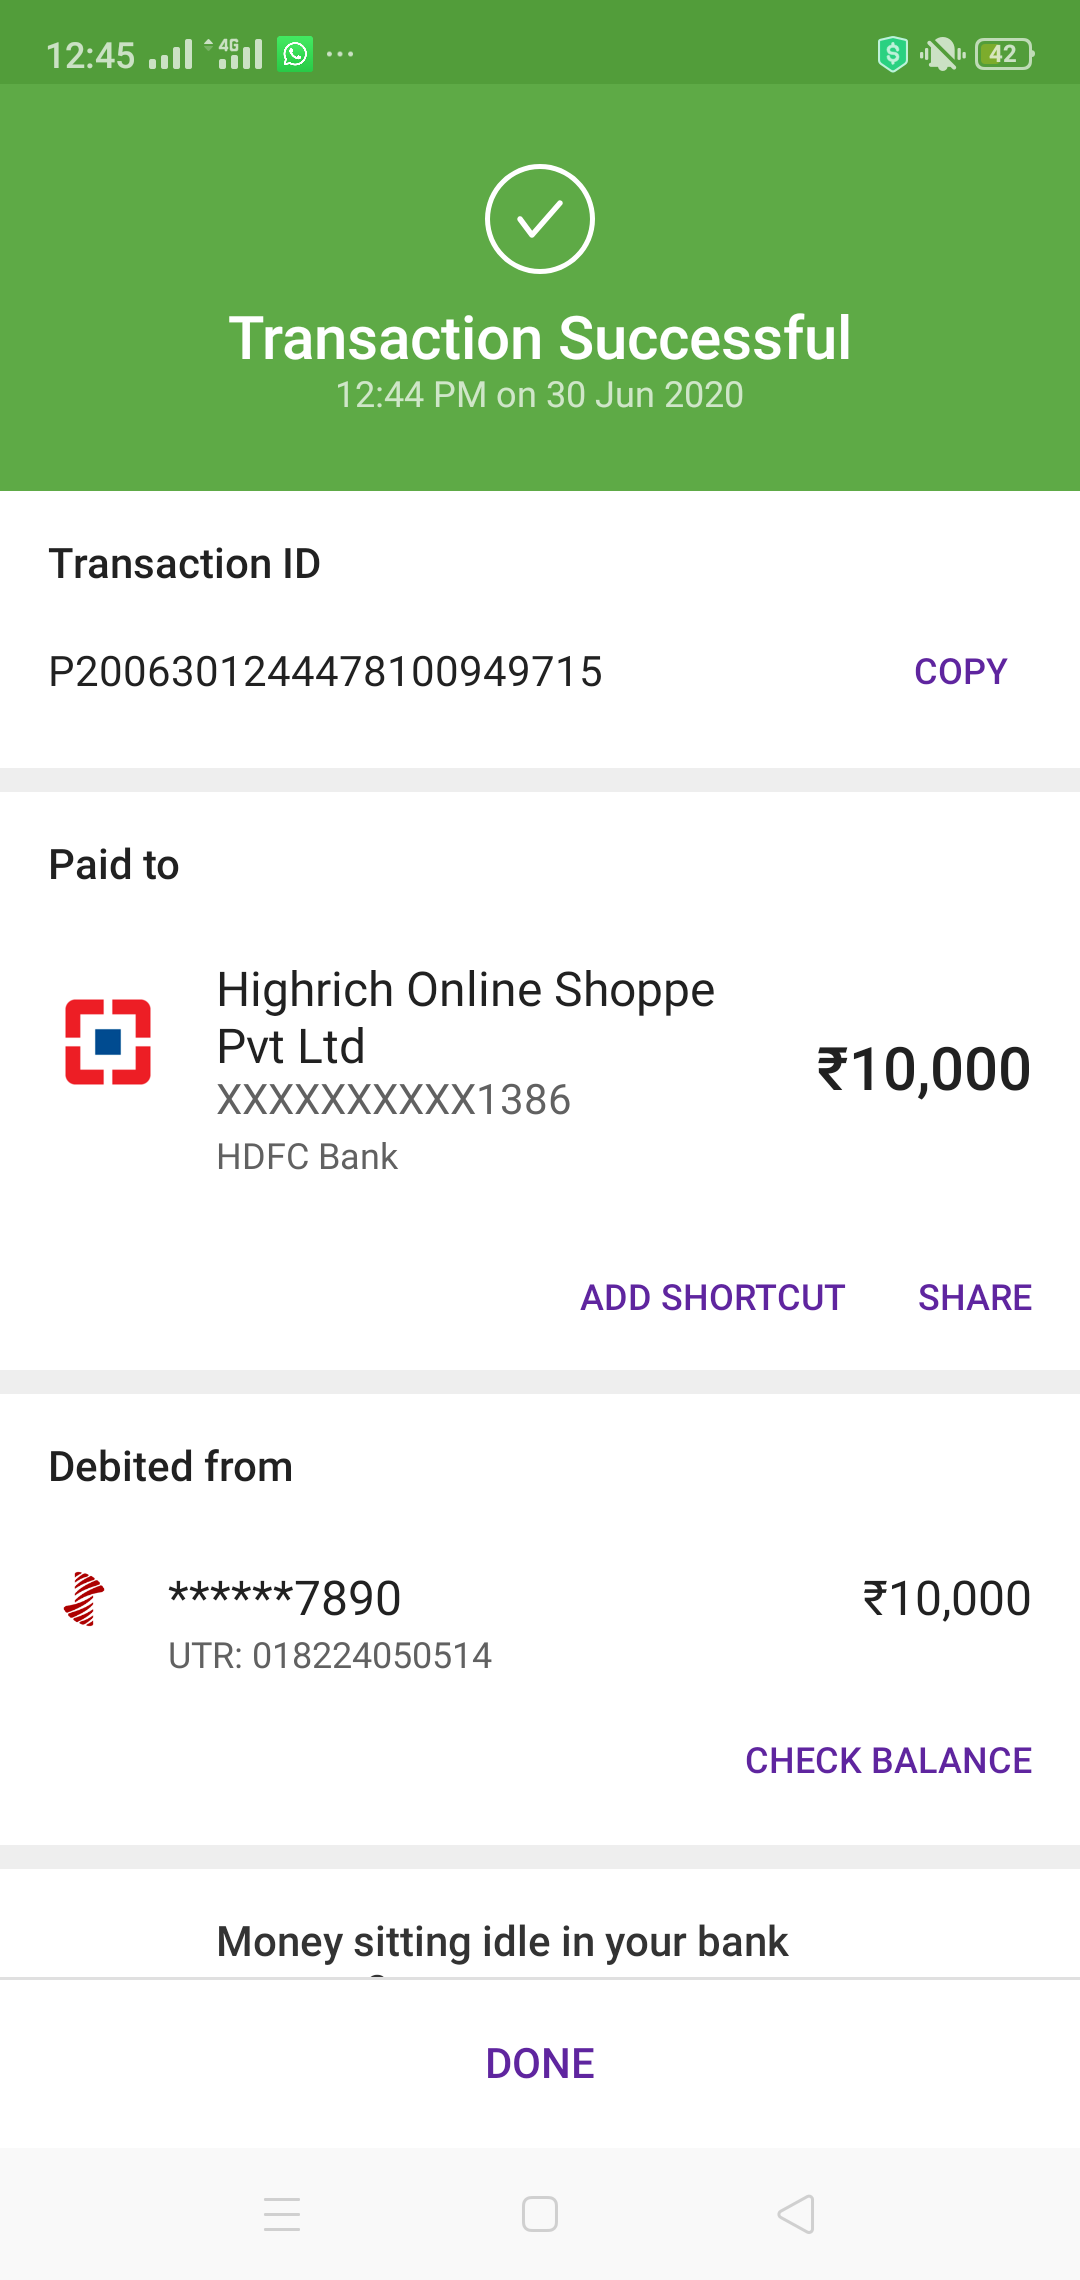 12:45 4G ... 42
Transaction Successful
12:44 PM on 30 Jun 2020
Transaction ID
P2006301244478100949715 COPY
Paid to
Highrich Online Shoppe
Pvt Ltd
₹10,000
XXXXXXXXXX1386
HDFC Bank
ADD SHORTCUT SHARE
Debited from
******7890 ₹10,000
UTR: 018224050514
CHECK BALANCE
Money sitting idle in your bank
DONE